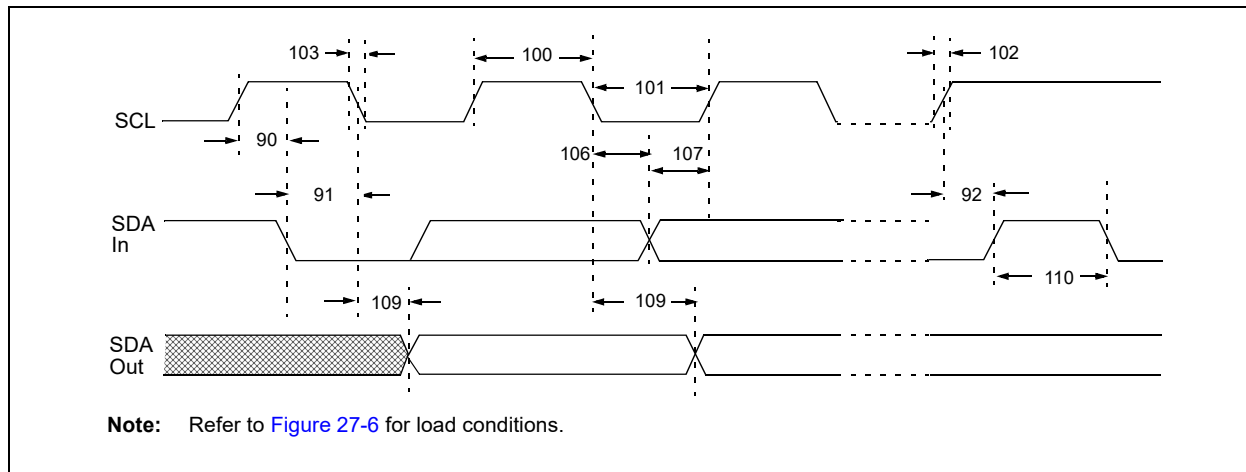 103
100
102
101
SCL
90
106
107
91
92
SDA
In
109
109
110
SDA
Out
Note: Refer to Figure 27-6 for load conditions.